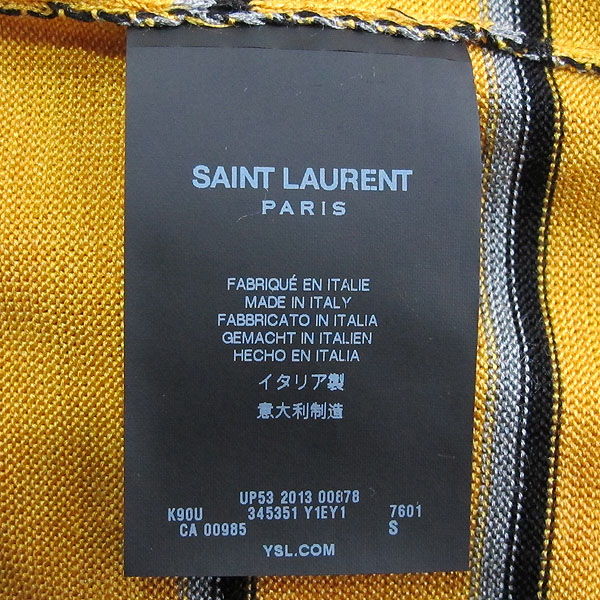 SAINT LAURENT
PARIS
FABRIQUÉ EN ITALIE
MADE IN ITALY
FABBRICATO IN ITALIA
GEMACHT IN ITALIEN
HECHO EN ITALIA
イタリア製
意大利制造
UP53 2013 00878
K90U 345351 Y1EY1 7601
CA 00985 S
YSL.COM